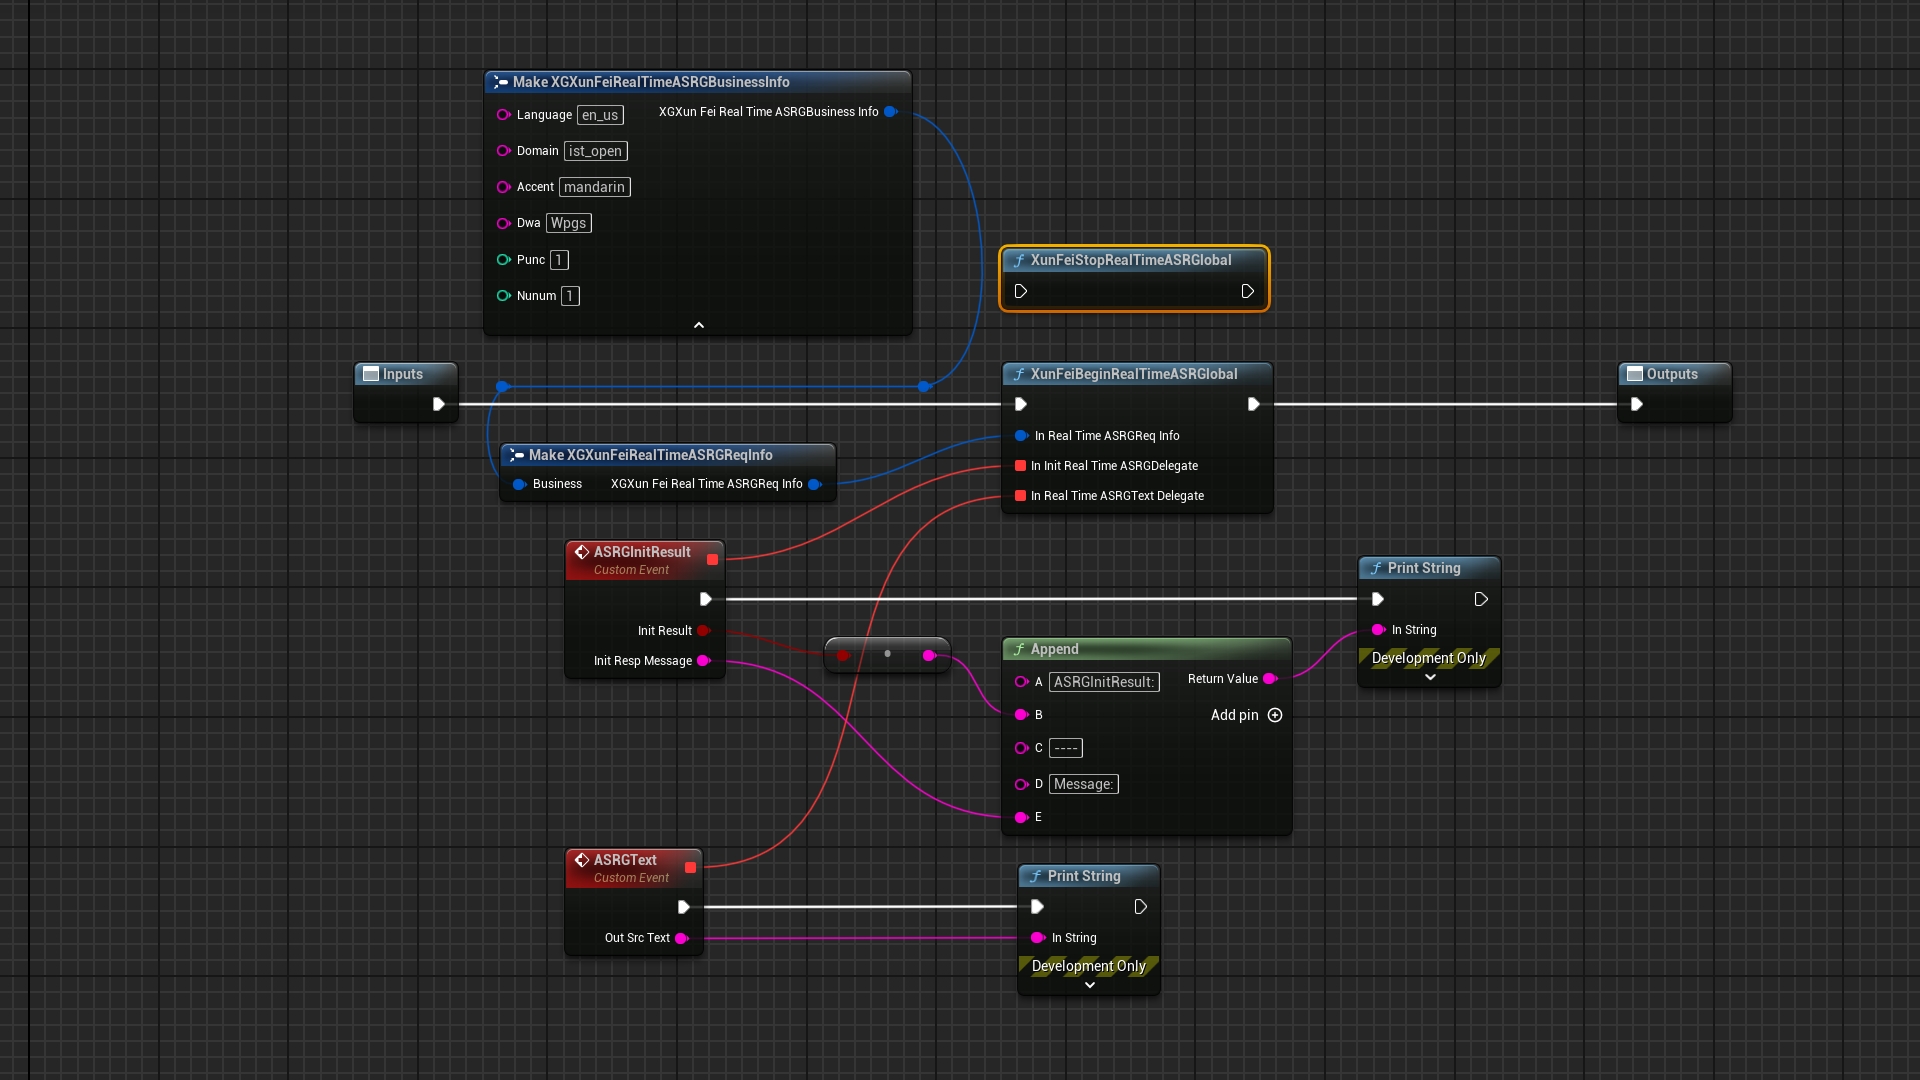 Make XGXunFeiRealTimeASRGBusinessInfo
Language en_us
XGXun Fei Real Time ASRGBusiness Info
Domain ist_open
Accent mandarin
Dwa Wpgs
Punc 1
Nunum 1
XunFeiStopRealTimeASRGlobal
Inputs
XunFeiBeginRealTimeASRGlobal
In Real Time ASRGReq Info
In Init Real Time ASRGDelegate
In Real Time ASRGText Delegate
Outputs
Make XGXunFeiRealTimeASRGReqInfo
Business
XGXun Fei Real Time ASRGReq Info
ASRGInitResult
Custom Event
Init Result
Init Resp Message
Print String
In String
Development Only
Append
A ASRGInitResult:
Return Value
B
Add pin
C ----
D Message:
E
ASRGText
Custom Event
Out Src Text
Print String
In String
Development Only